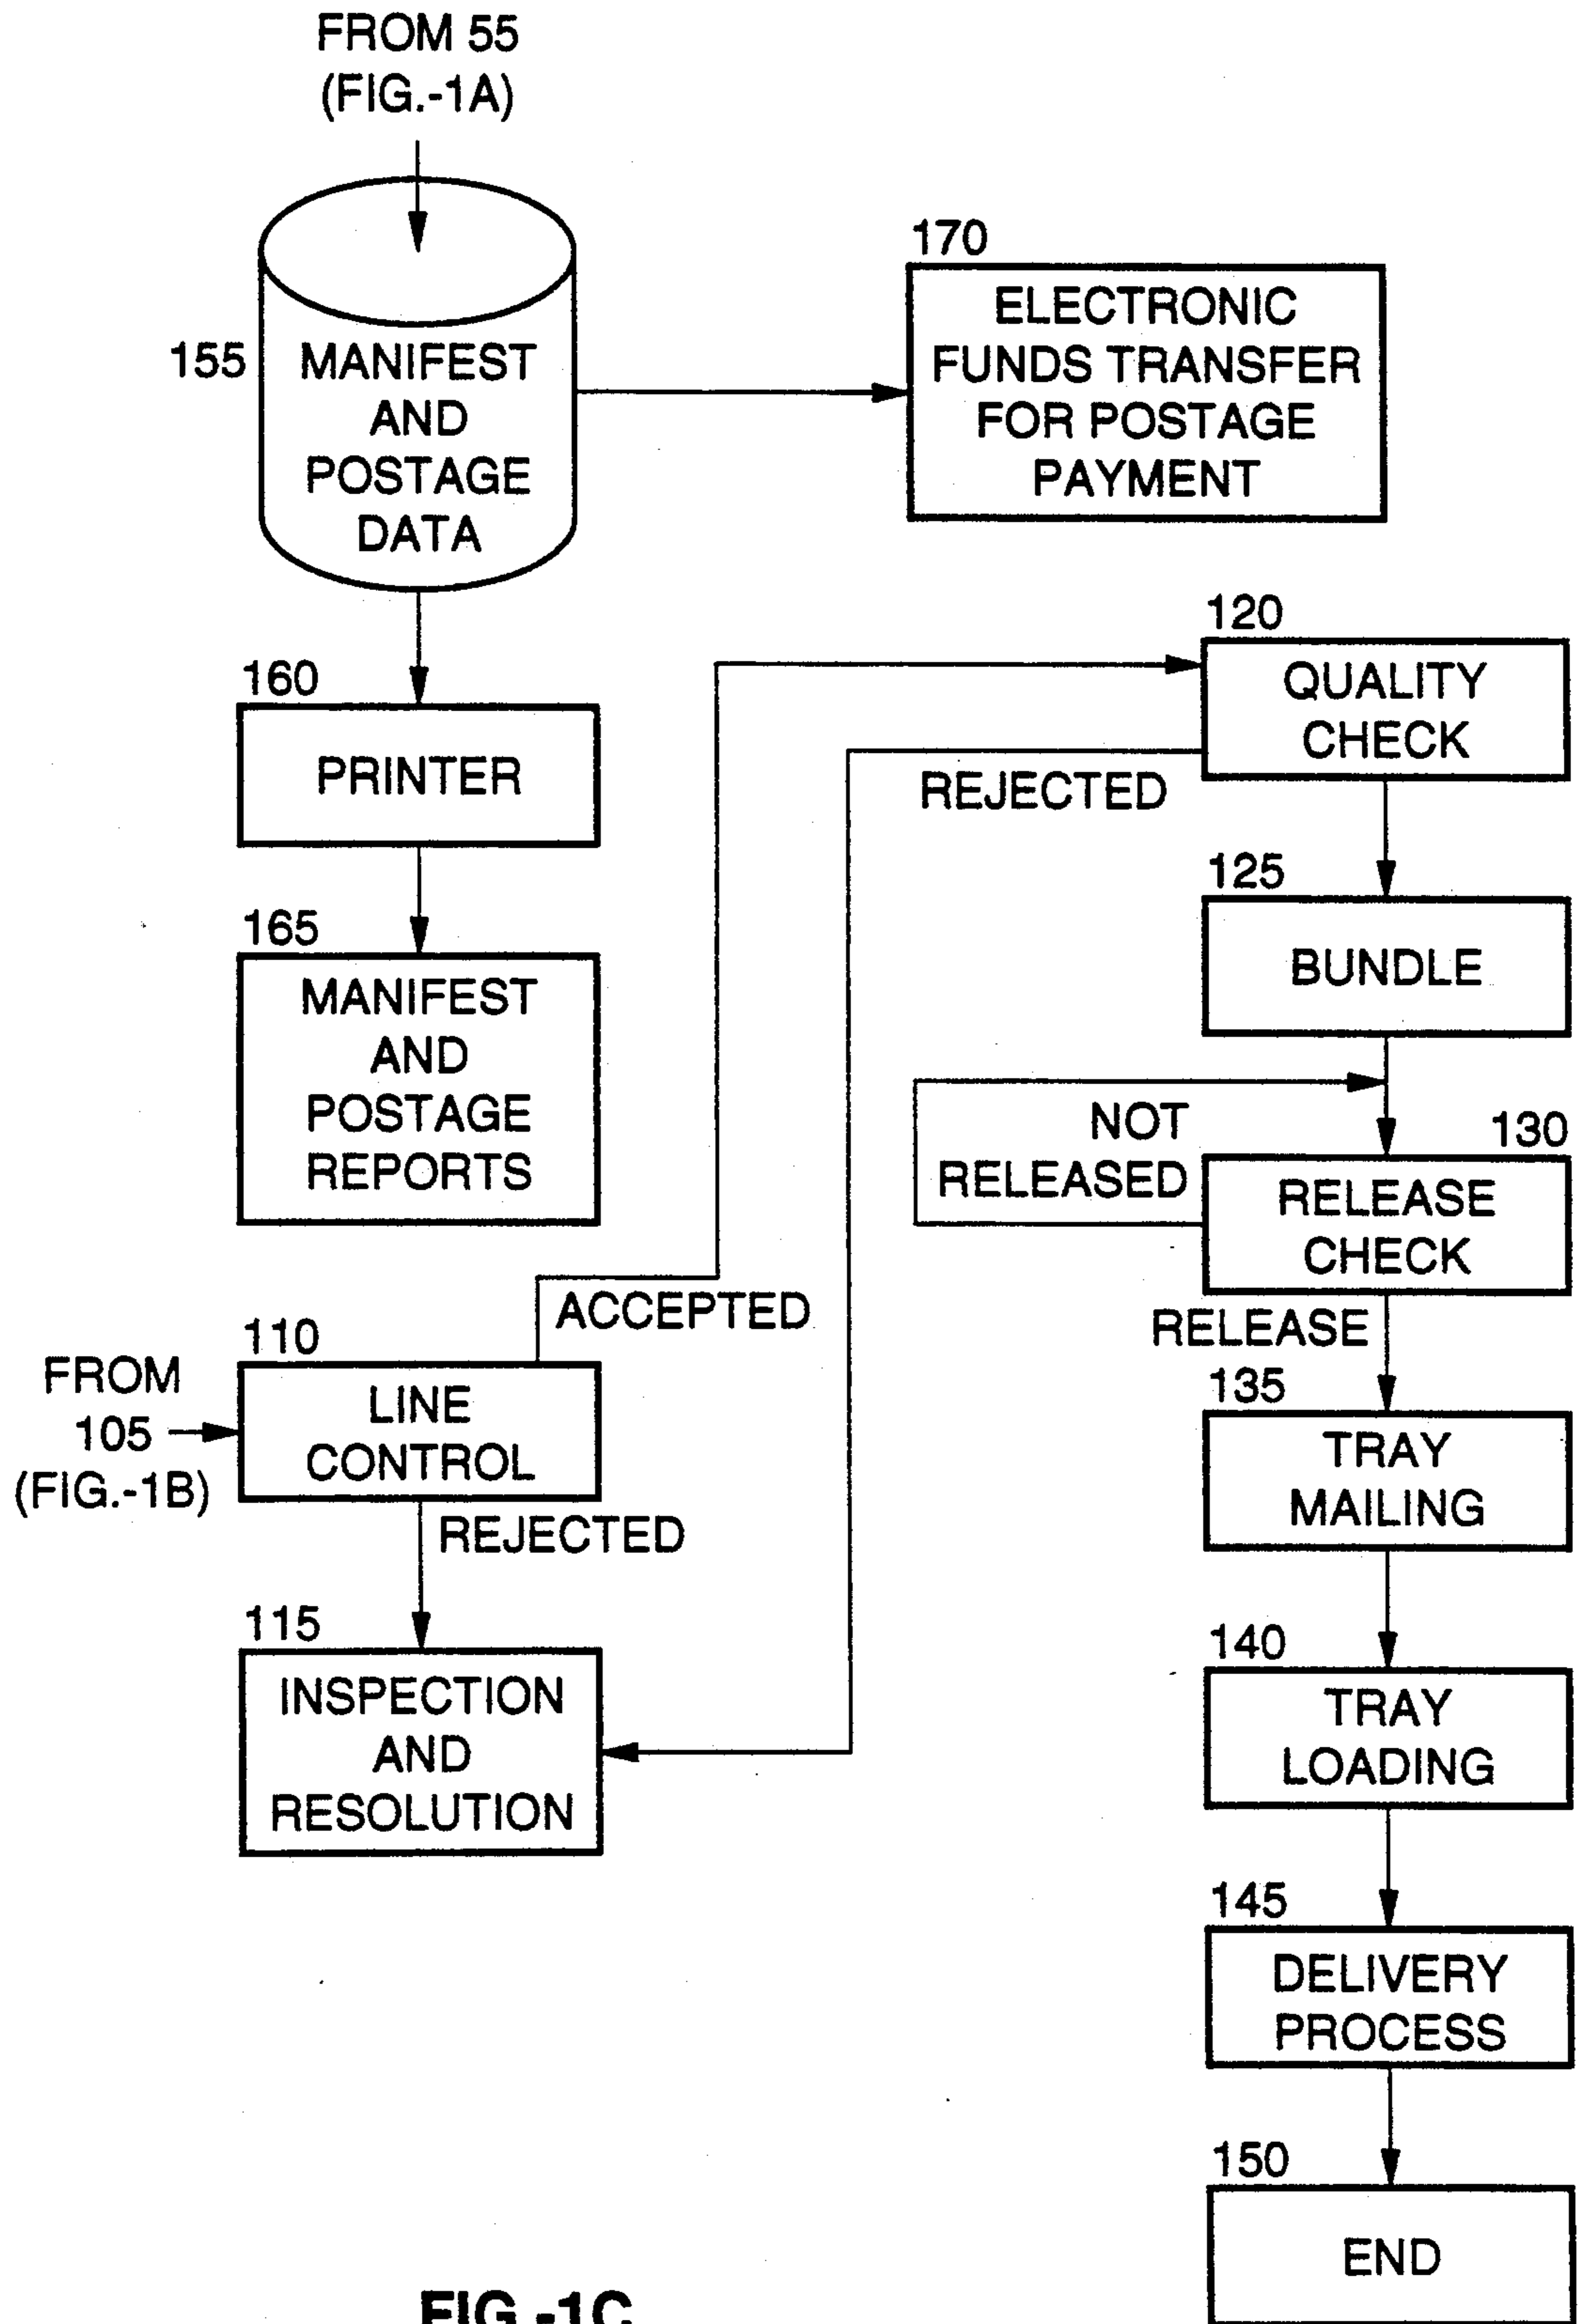 FROM 55
(FIG.-1A)
155
MANIFEST
AND
POSTAGE
DATA
170
ELECTRONIC
FUNDS TRANSFER
FOR POSTAGE
PAYMENT
160
PRINTER
165
MANIFEST
AND
POSTAGE
REPORTS
120
QUALITY
CHECK
REJECTED
125
BUNDLE
NOT
RELEASED
130
RELEASE
CHECK
RELEASE
ACCEPTED
110
FROM
105
(FIG.-1B)
LINE
CONTROL
REJECTED
115
INSPECTION
AND
RESOLUTION
135
TRAY
MAILING
140
TRAY
LOADING
145
DELIVERY
PROCESS
150
END
FIG.-1C